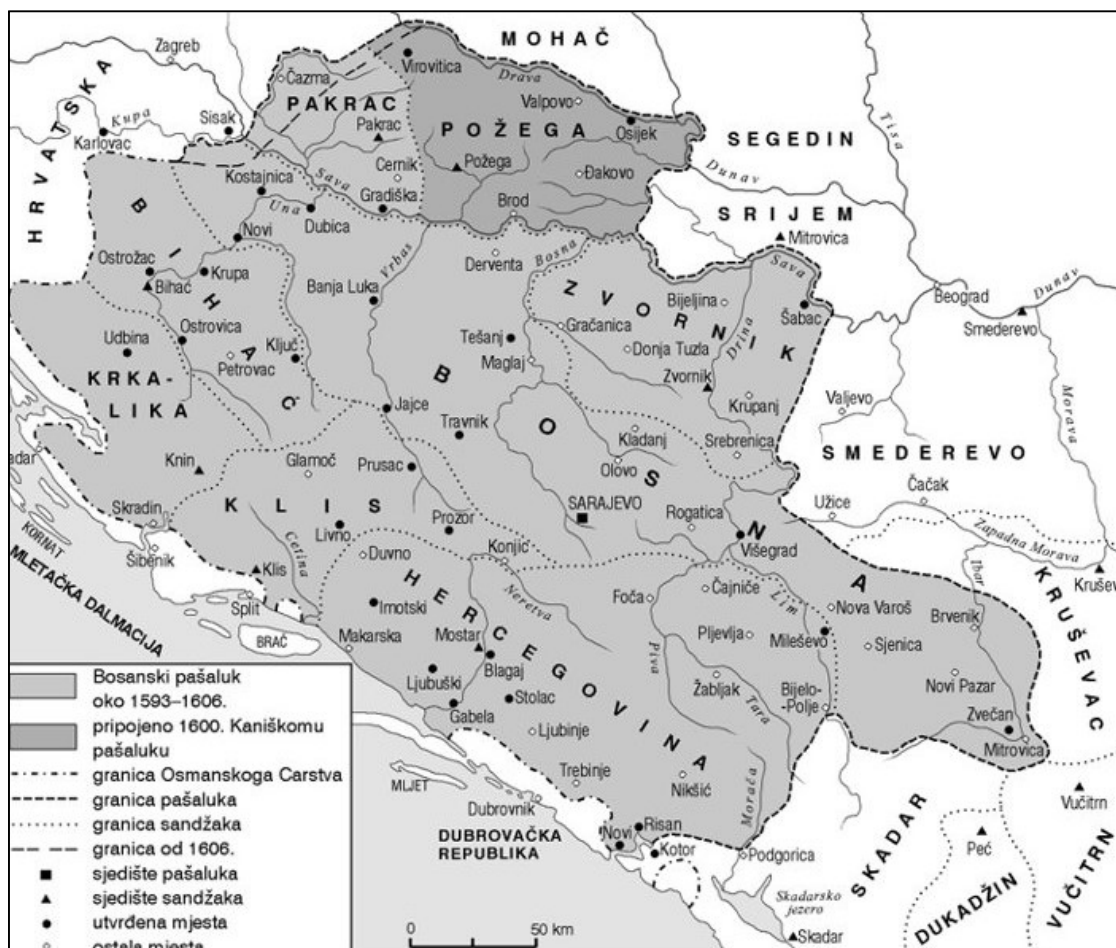 MOHAČ
Zagreb
Čazma
Virovitica
Drava
Valpovo
HRVATSKA
Kupa
Karlovac
Sisak
PAKRAC
Pakrac
POŽEGA
Požega
Osijek
SEGEDIN
Tisa
Dunav
Cernik
Đakovo
Kostajnica
Sava
Gradiška
Brod
SRIJEM
Mitrovica
Una
Dubica
Novi
BIHAĆ
Ostrožac
Bihać
Krupa
Vrbas
Derventa
Bosna
Sava
Banja Luka
ZVORNIK
Bijeljina
Šabac
Beograd
Dunav
Smederevo
Gračanica
Donja Tuzla
Drina
Ostrovica
Udbina
Petrovac
Ključ
Tešanj
Maglaj
Zvornik
Krupanj
Valjevo
Morava
KRKA-
LIKA
BOSNA
Jajce
Travnik
Kladanj
Srebrenica
SMEDEREVO
adar
Knin
Glamoč
Prusac
Olovo
Čačak
Užice
Skradin
KLIS
SARAJEVO
Rogatica
Zapadna Morava
KORNAT
Livno
Prozor
Višegrad
Šibenik
Cetina
Duvno
Konjic
Ibar
Krušev
MLETAČKA DALMACIJA
Klis
HERCEGOVINA
Neretva
Foča
Čajniče
Lim
Nova Varoš
Brvenik
KRUŠEVAC
Split
Imotski
BRAČ
Makarska
Mostar
Pljevlja
Mileševo
Sjenica
Blagaj
Piva
Ljubuški
Stolac
Žabljak
Bijelo-
-Polje
Novi Pazar
Gabela
Tara
Zvečan
Ljubinje
Mitrovica
MLJET
Trebinje
Nikšić
Morača
Dubrovnik
DUBROVAČKA
REPUBLIKA
Risan
Novi
Kotor
Podgorica
SKADAR
Vučitrn
Peć
VUČITRN
DUKAĐIN
Skadarsko
jezero
Skadar
Bosanski pašaluk
oko 1593–1606.
pripojeno 1600. Kaniškomu
pašaluku
granica Osmanskoga Carstva
granica pašaluka
granica sandžaka
granica od 1606.
sjedište pašaluka
sjedište sandžaka
utvrđena mjesta
ostala mjesta
0 50 km